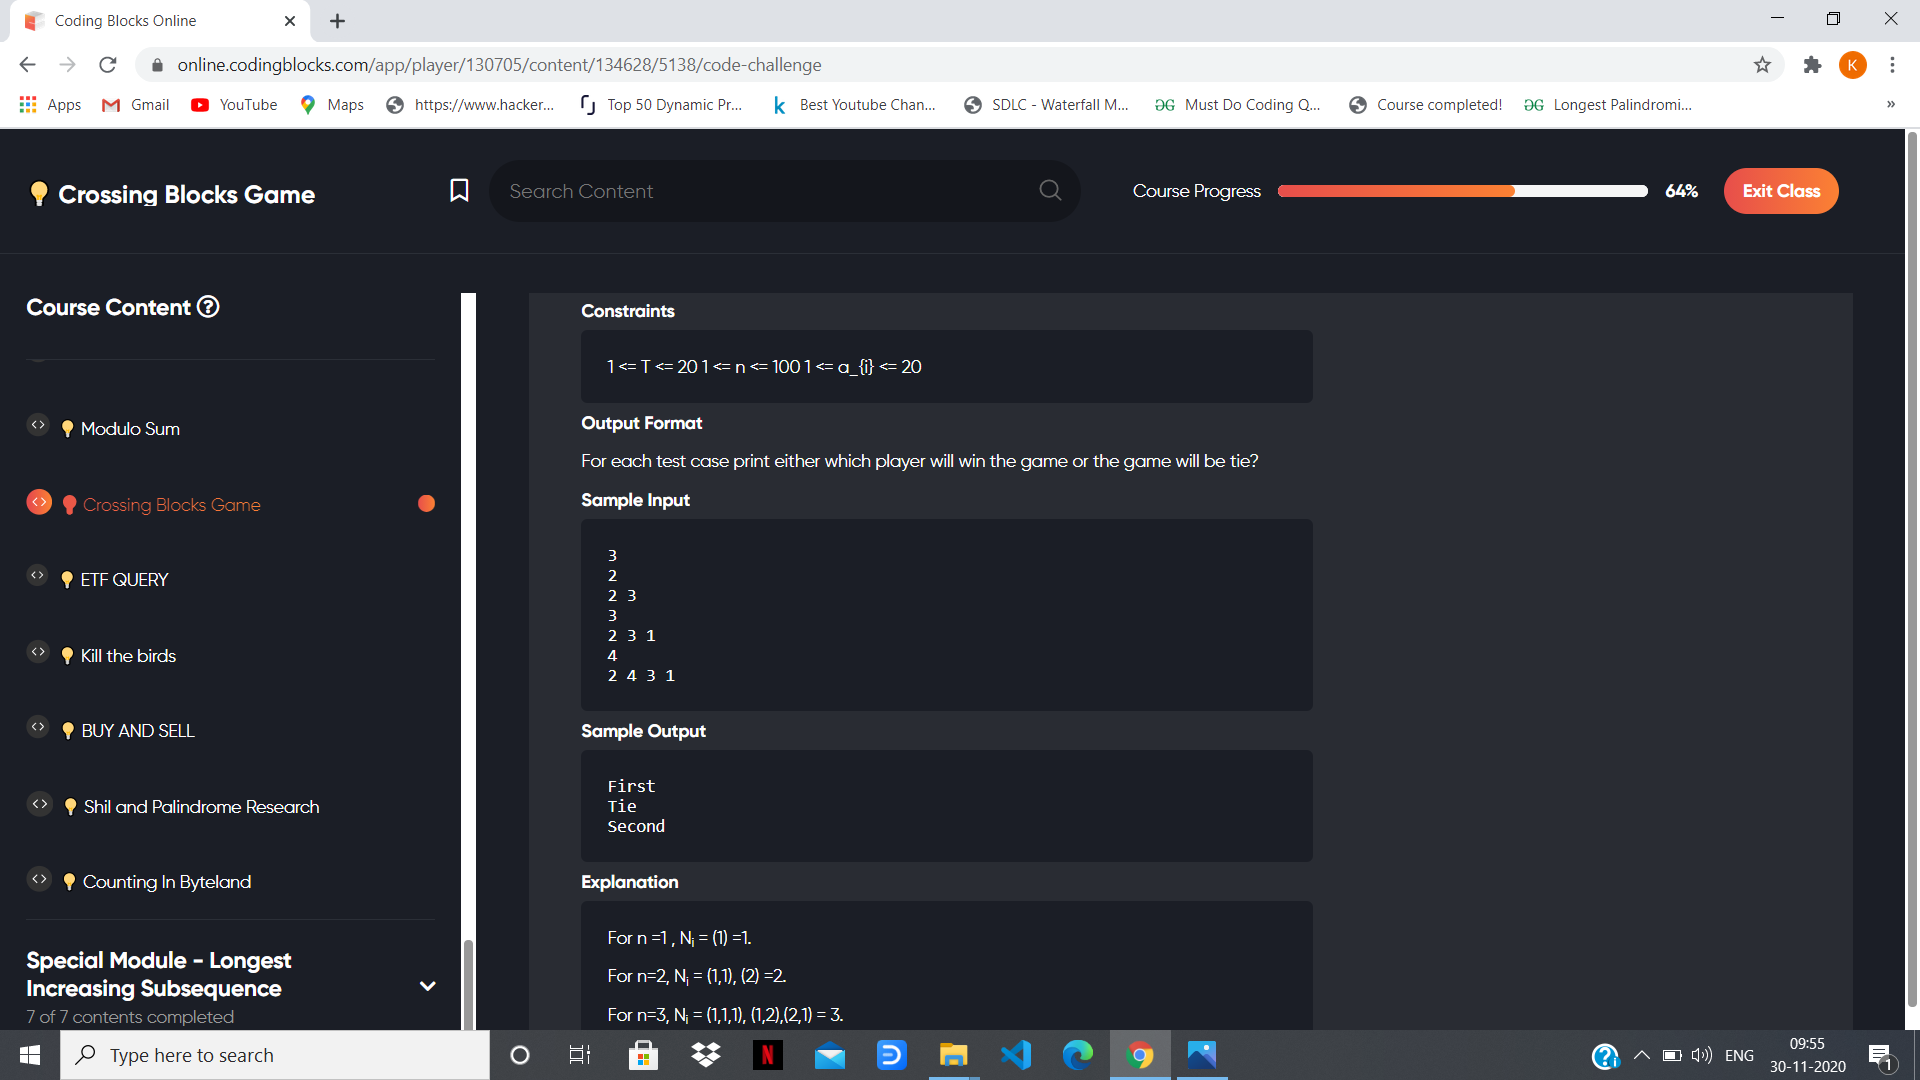 Coding Blocks Online
online.codingblocks.com/app/player/130705/content/134628/5138/code-challenge
K
Apps
Gmail
YouTube
Maps
https://www.hacker...
Top 50 Dynamic Pr...
Best Youtube Chan...
SDLC - Waterfall M...
Must Do Coding Q...
Course completed!
Longest Palindromi...
»
Crossing Blocks Game
Search Content
Course Progress
64%
Exit Class
Course Content
Modulo Sum
Crossing Blocks Game
ETF QUERY
Kill the birds
BUY AND SELL
Shil and Palindrome Research
Counting In Byteland
Special Module - Longest
Increasing Subsequence
7 of 7 contents completed
Constraints
1 <= T <= 20 1 <= n <= 100 1 <= a_{i} <= 20
Output Format
For each test case print either which player will win the game or the game will be tie?
Sample Input
3
2
2 3
3
2 3 1
4
2 4 3 1
Sample Output
First
Tie
Second
Explanation
For n =1 , Ni = (1) =1.
For n=2, Ni = (1,1), (2) =2.
For n=3, Ni = (1,1,1), (1,2),(2,1) = 3.
Type here to search
ENG
09:55
30-11-2020
1